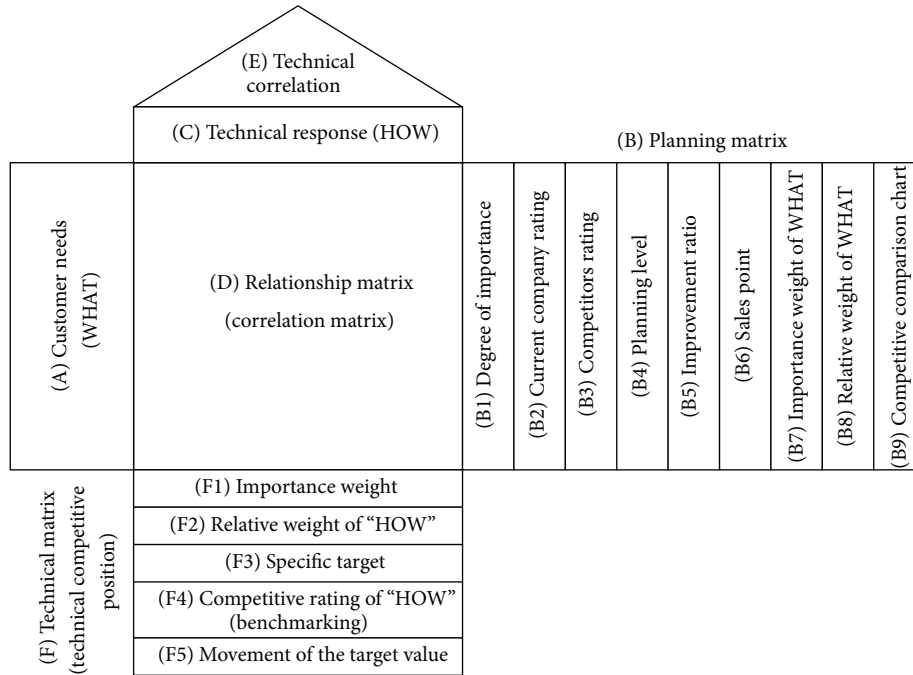 (E) Technical
correlation
(C) Technical response (HOW)
(B) Planning matrix
(A) Customer needs
(WHAT)
(D) Relationship matrix
(correlation matrix)
(B1) Degree of importance
(B2) Current company rating
(B3) Competitors rating
(B4) Planning level
(B5) Improvement ratio
(B6) Sales point
(B7) Importance weight of WHAT
(B8) Relative weight of WHAT
(B9) Competitive comparison chart
(F) Technical matrix
(technical competitive
position)
(F1) Importance weight
(F2) Relative weight of “HOW”
(F3) Specific target
(F4) Competitive rating of “HOW”
(benchmarking)
(F5) Movement of the target value